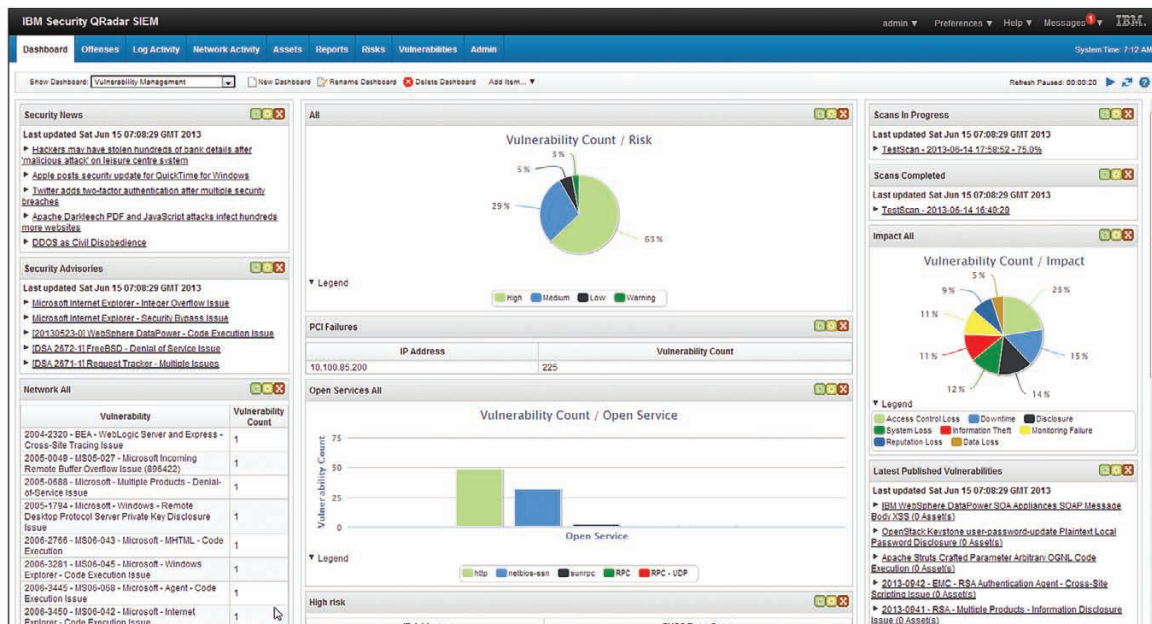 IBM Security QRadar SIEM
admin ▼ Preferences ▼ Help ▼ Messages 1 ▼ IBM.
Dashboard Offenses Log Activity Network Activity Assets Reports Risks Vulnerabilities Admin
System Time: 7:12 AM
Show Dashboard: Vulnerability Management New Dashboard Rename Dashboard Delete Dashboard Add Item... ▼
Refresh Paused: 00:00:20
Security News
Last updated Sat Jun 15 07:08:29 GMT 2013
Hackers may have stolen hundreds of bank details after
'malicious attack' on leisure centre system
Apple posts security update for QuickTime for Windows
Twitter adds two-factor authentication after multiple security
breaches
Apache Darkleech PDF and JavaScript attacks infect hundreds
more websites
DDOS as Civil Disobedience
Security Advisories
Last updated Sat Jun 15 07:08:29 GMT 2013
Microsoft Internet Explorer - Integer Overflow Issue
Microsoft Internet Explorer - Security Bypass Issue
[20130523-0] WebSphere DataPower - Code Execution Issue
[DSA 2672-1] FreeBSD - Denial of Service Issue
[DSA 2671-1] Request Tracker - Multiple Issues
Network All
Vulnerability
Vulnerability
Count
2004-2320 - BEA - WebLogic Server and Express -
Cross-Site Tracing Issue
1
2005-0049 - MS05-027 - Microsoft Incoming
Remote Buffer Overflow Issue (896422)
1
2005-0688 - Microsoft - Multiple Products - Denial-
of-Service Issue
1
2005-1794 - Microsoft - Windows - Remote
Desktop Protocol Server Private Key Disclosure
Issue
1
2006-2766 - MS06-043 - Microsoft - MHTML - Code
Execution
1
2006-3281 - MS06-045 - Microsoft - Windows
Explorer - Code Execution Issue
1
2006-3445 - MS06-068 - Microsoft - Agent - Code
Execution Issue
1
2006-3450 - MS06-042 - Microsoft - Internet
Explorer - Code Execution Issue
1
All
Vulnerability Count / Risk
3 %
5 %
29 %
63 %
▼ Legend
High Medium Low Warning
PCI Failures
IP Address Vulnerability Count
10.100.85.200 225
Open Services All
Vulnerability Count / Open Service
Vulnerability Count
75
50
25
0
Open Service
▼ Legend
http netbios-ssn sunrpc RPC RPC - UDP
High risk
Scans In Progress
Last updated Sat Jun 15 07:08:29 GMT 2013
TestScan - 2013-06-14 17:58:52 - 75.0%
Scans Completed
Last updated Sat Jun 15 07:08:29 GMT 2013
TestScan - 2013-06-14 16:49:29
Impact All
Vulnerability Count / Impact
5 %
9 %
23 %
11 %
11 %
15 %
12 %
14 %
▼ Legend
Access Control Loss Downtime Disclosure
System Loss Information Theft Monitoring Failure
Reputation Loss Data Loss
Latest Published Vulnerabilities
Last updated Sat Jun 15 07:08:29 GMT 2013
IBM WebSphere DataPower SOA Appliances SOAP Message
Body XSS (0 Asset(s)
OpenStack Keystone user-password-update Plaintext Local
Password Disclosure (0 Asset(s)
Apache Struts Crafted Parameter Arbitrary OGNL Code
Execution (0 Asset(s)
2013-0942 - EMC - RSA Authentication Agent - Cross-Site
Scripting Issue (0 Asset(s)
2013-0941 - RSA - Multiple Products - Information Disclosure
Issue (0 Asset(s)